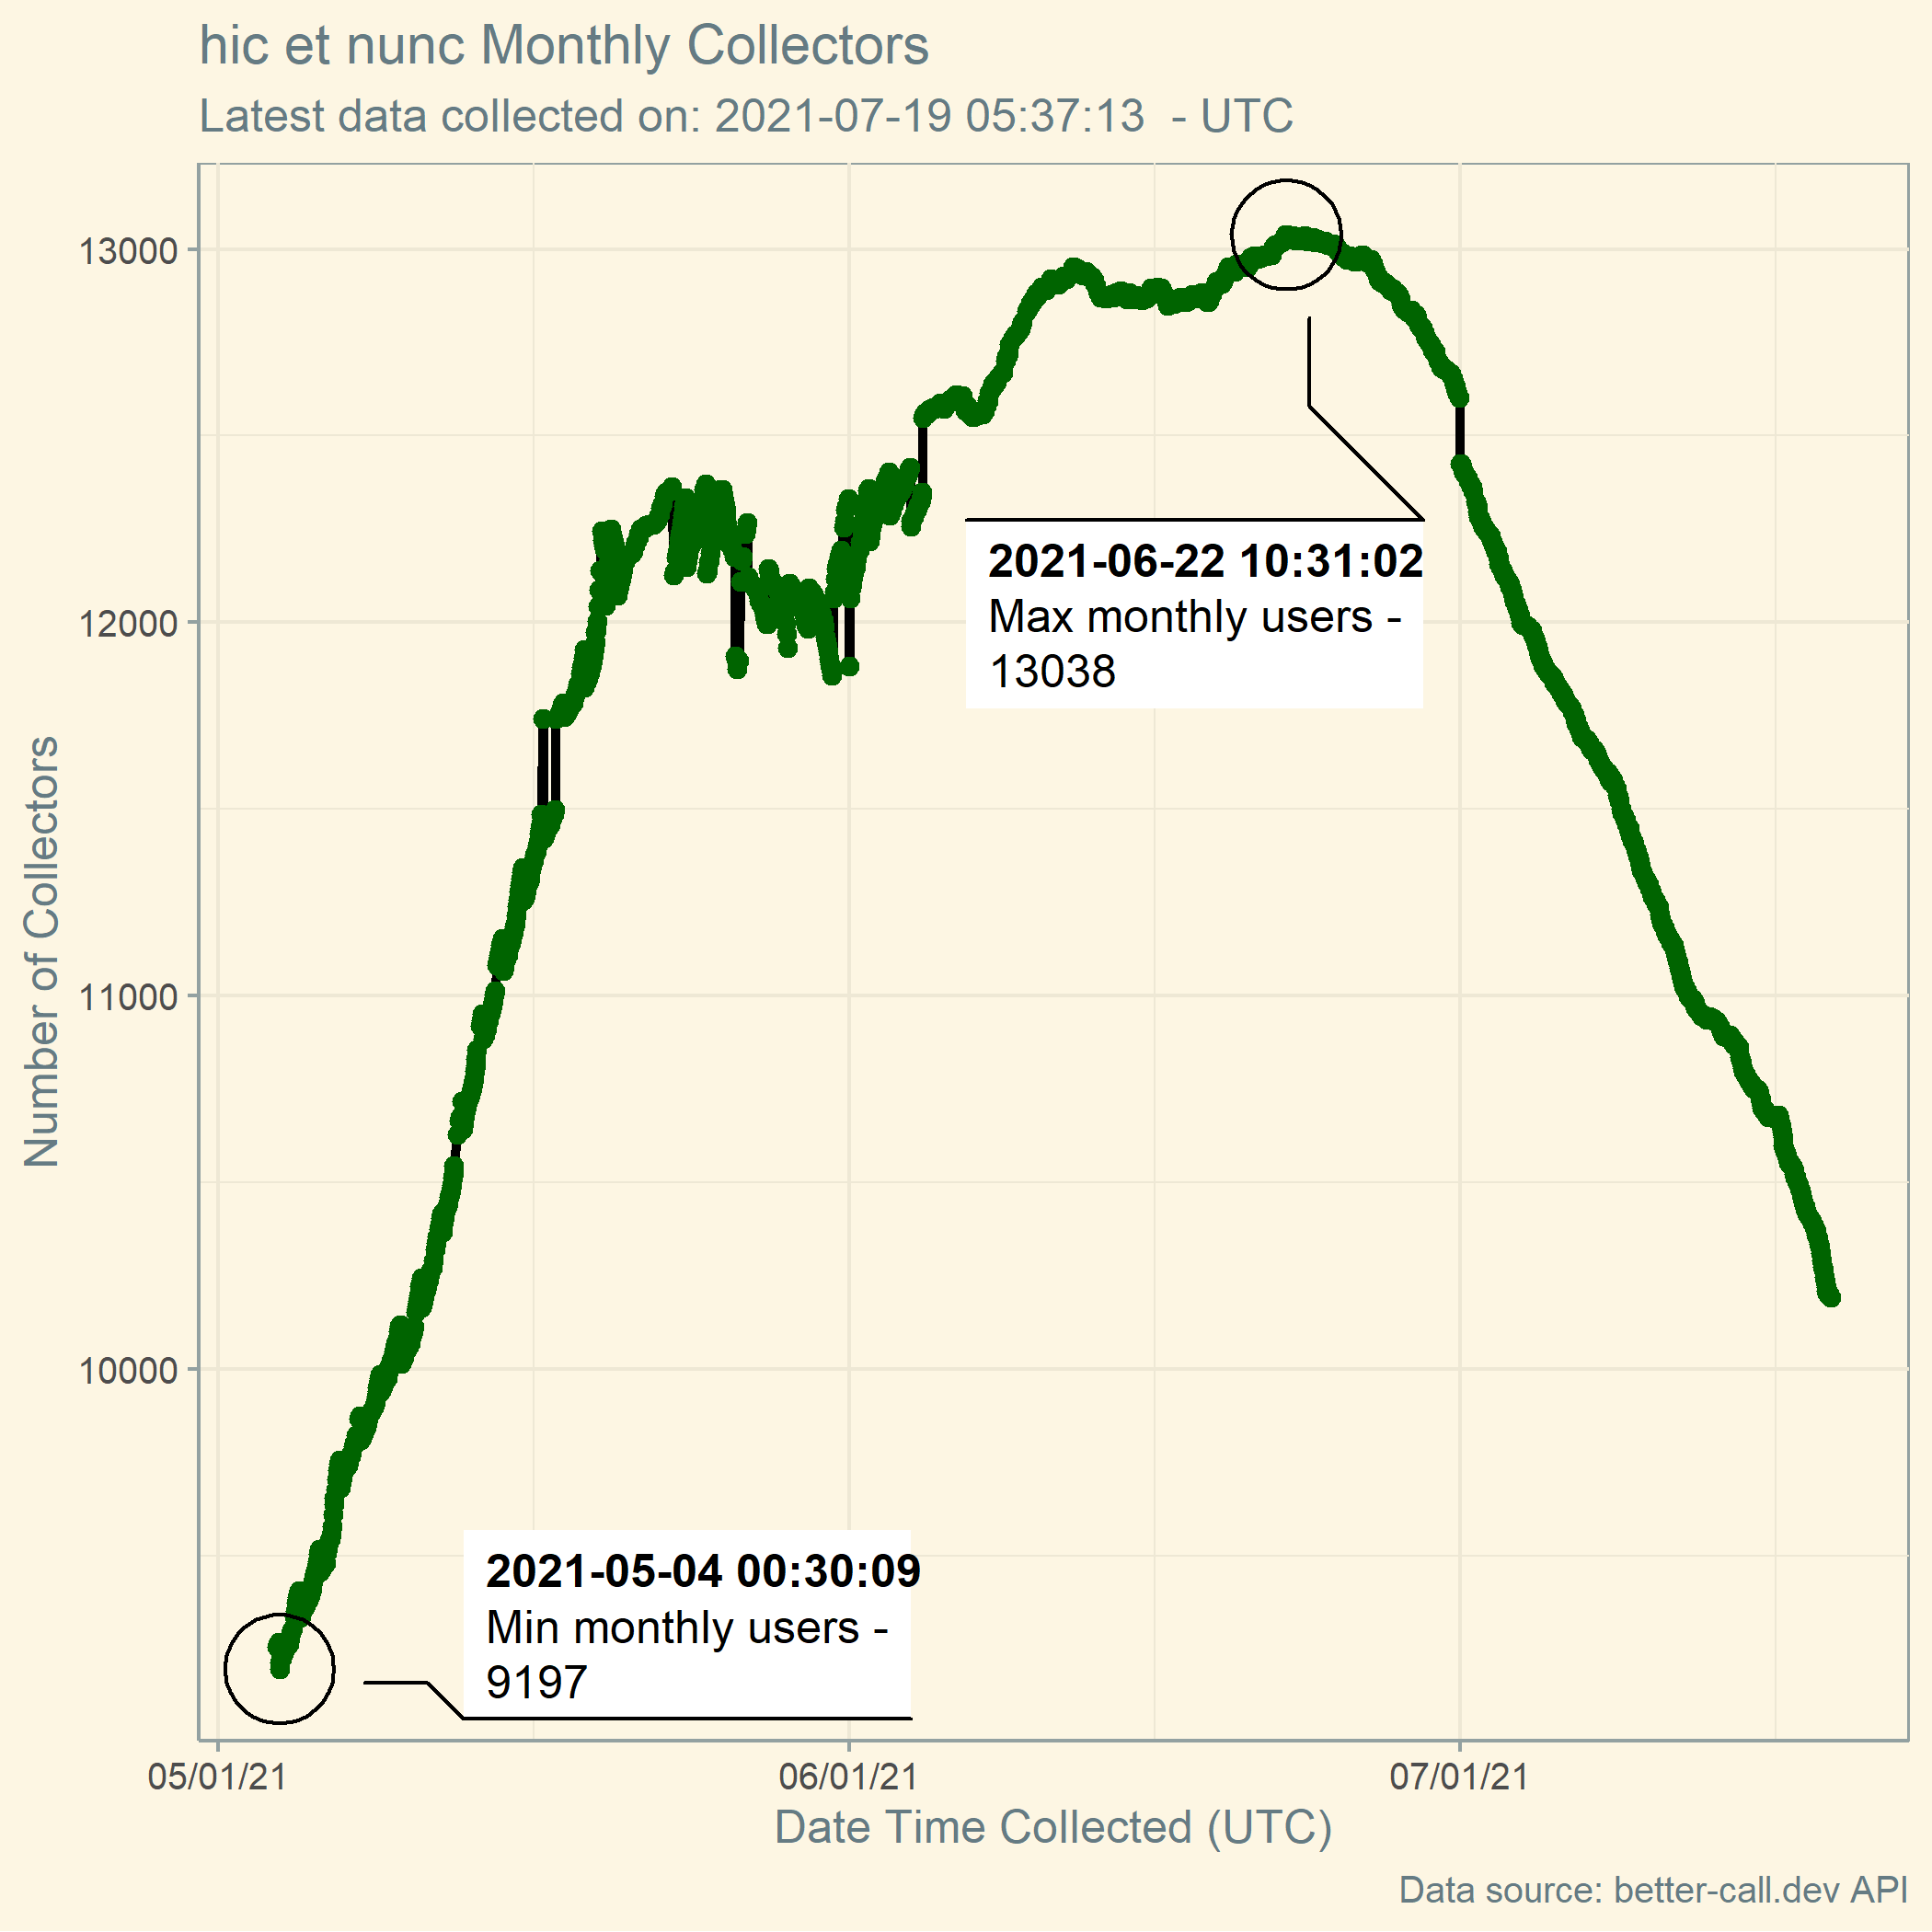 hic et nunc Monthly Collectors
Latest data collected on: 2021-07-19 05:37:13  - UTC
Number of Collectors
13000
12000
11000
10000
2021-06-22 10:31:02
Max monthly users -
13038
2021-05-04 00:30:09
Min monthly users -
9197
05/01/21
06/01/21
07/01/21
Date Time Collected (UTC)
Data source: better-call.dev API